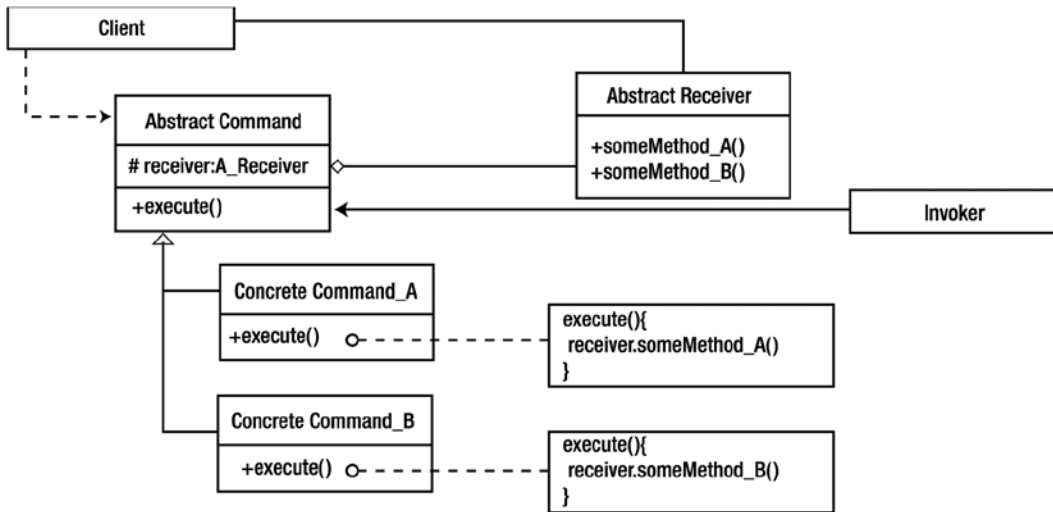 Client
Abstract Receiver
+someMethod_A()
+someMethod_B()
Abstract Command
# receiver:A_Receiver
+execute()
Invoker
Concrete Command_A
+execute()
execute(){
receiver.someMethod_A()
}
Concrete Command_B
+execute()
execute(){
receiver.someMethod_B()
}